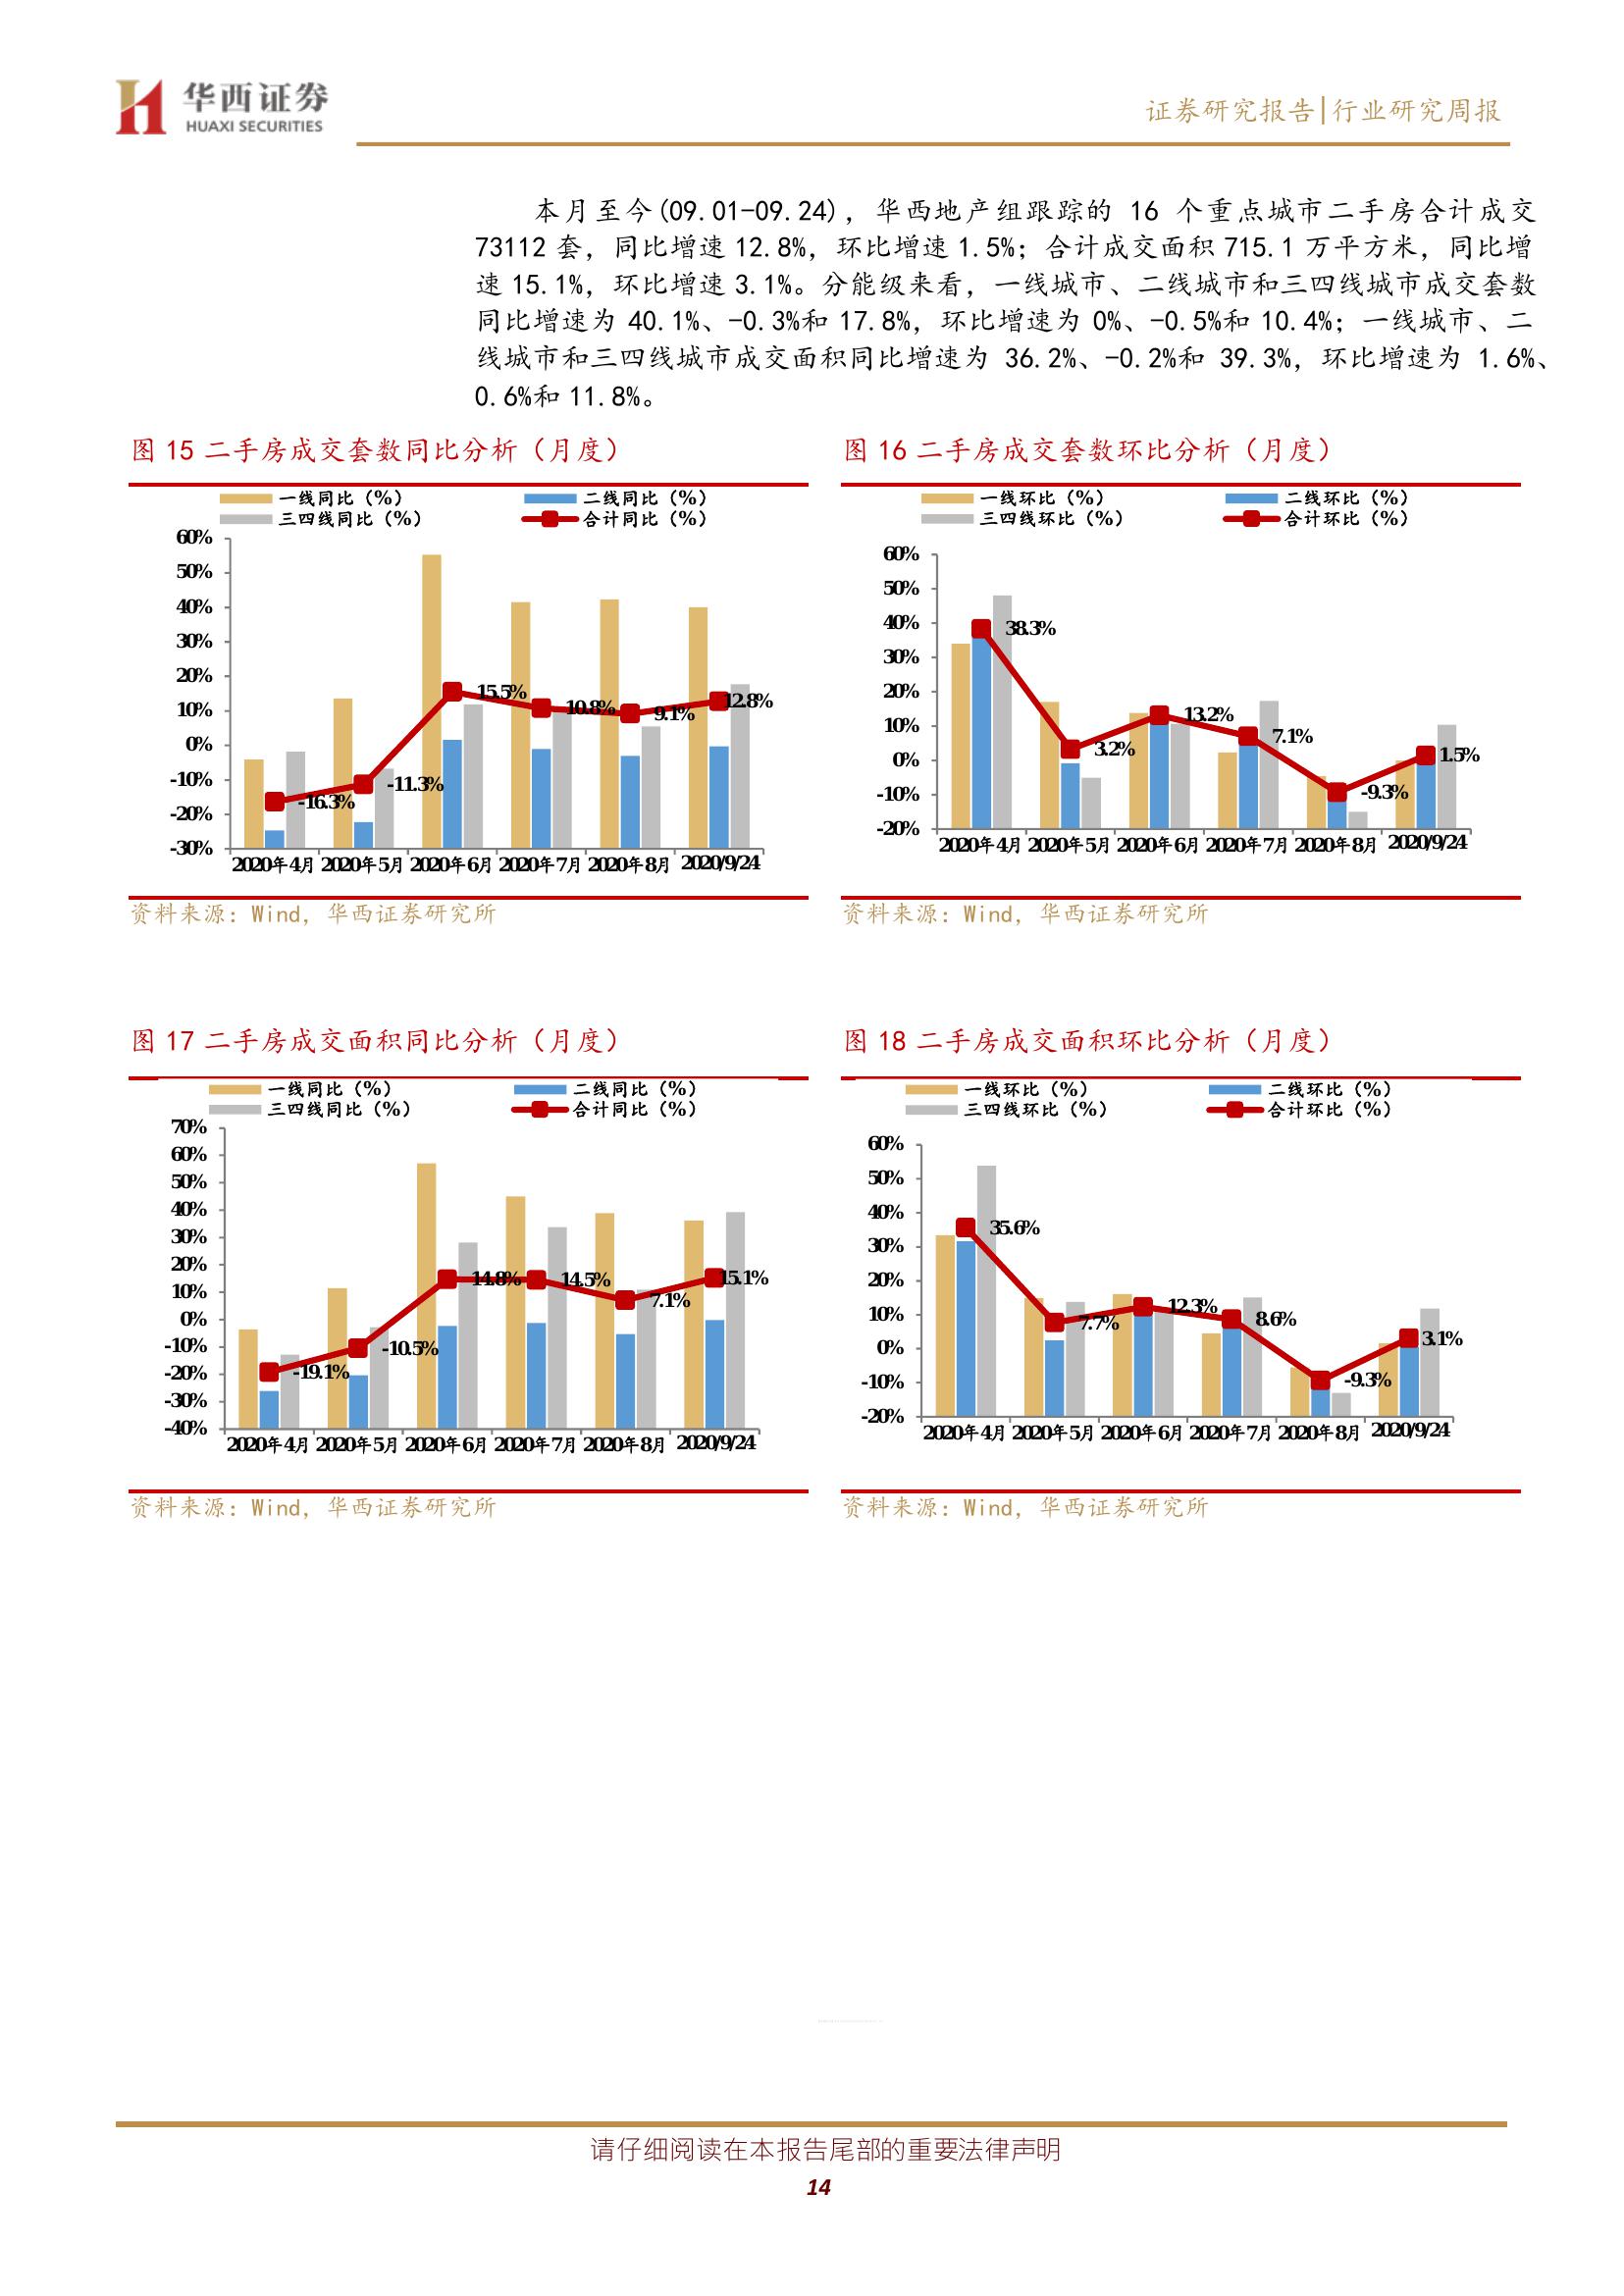 华西证券
HUAXI SECURITIES
证券研究报告|行业研究周报
本月至今(09.01-09.24)，华西地产组跟踪的 16 个重点城市二手房合计成交
73112 套，同比增速 12.8%，环比增速 1.5%；合计成交面积 715.1 万平方米，同比增
速 15.1%，环比增速 3.1%。分能级来看，一线城市、二线城市和三四线城市成交套数
同比增速为 40.1%、-0.3%和 17.8%，环比增速为 0%、-0.5%和 10.4%；一线城市、二
线城市和三四线城市成交面积同比增速为 36.2%、-0.2%和 39.3%，环比增速为 1.6%、
0.6%和 11.8%。
图 15 二手房成交套数同比分析（月度）
一线同比（%）
二线同比（%）
三四线同比（%）
合计同比（%）
60%
50%
40%
30%
20%
10%
0%
-10%
-20%
-30%
-16.3%
-11.3%
15.5%
10.8%
9.1%
12.8%
2020年4月
2020年5月
2020年6月
2020年7月
2020年8月
2020/9/24
资料来源：Wind，华西证券研究所
图 16 二手房成交套数环比分析（月度）
一线环比（%）
二线环比（%）
三四线环比（%）
合计环比（%）
60%
50%
40%
30%
20%
10%
0%
-10%
-20%
38.3%
3.2%
13.2%
7.1%
-9.3%
1.5%
2020年4月
2020年5月
2020年6月
2020年7月
2020年8月
2020/9/24
资料来源：Wind，华西证券研究所
图 17 二手房成交面积同比分析（月度）
一线同比（%）
二线同比（%）
三四线同比（%）
合计同比（%）
70%
60%
50%
40%
30%
20%
10%
0%
-10%
-20%
-30%
-40%
-19.1%
-10.5%
14.8%
14.5%
7.1%
15.1%
2020年4月
2020年5月
2020年6月
2020年7月
2020年8月
2020/9/24
资料来源：Wind，华西证券研究所
图 18 二手房成交面积环比分析（月度）
一线环比（%）
二线环比（%）
三四线环比（%）
合计环比（%）
60%
50%
40%
30%
20%
10%
0%
-10%
-20%
35.6%
7.7%
12.3%
8.6%
-9.3%
3.1%
2020年4月
2020年5月
2020年6月
2020年7月
2020年8月
2020/9/24
资料来源：Wind，华西证券研究所
请仔细阅读在本报告尾部的重要法律声明
14